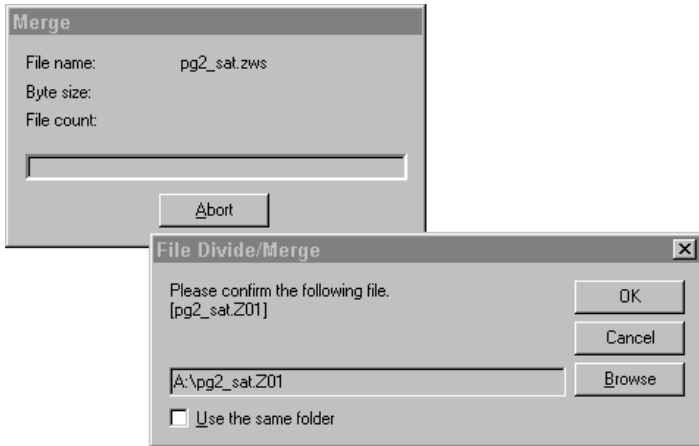 Merge
File name: pg2_sat.zws
Byte size:
File count:
Abort
File Divide/Merge
Please confirm the following file.
[pg2_sat.Z01]
OK
Cancel
A:\pg2_sat.Z01
Browse
Use the same folder